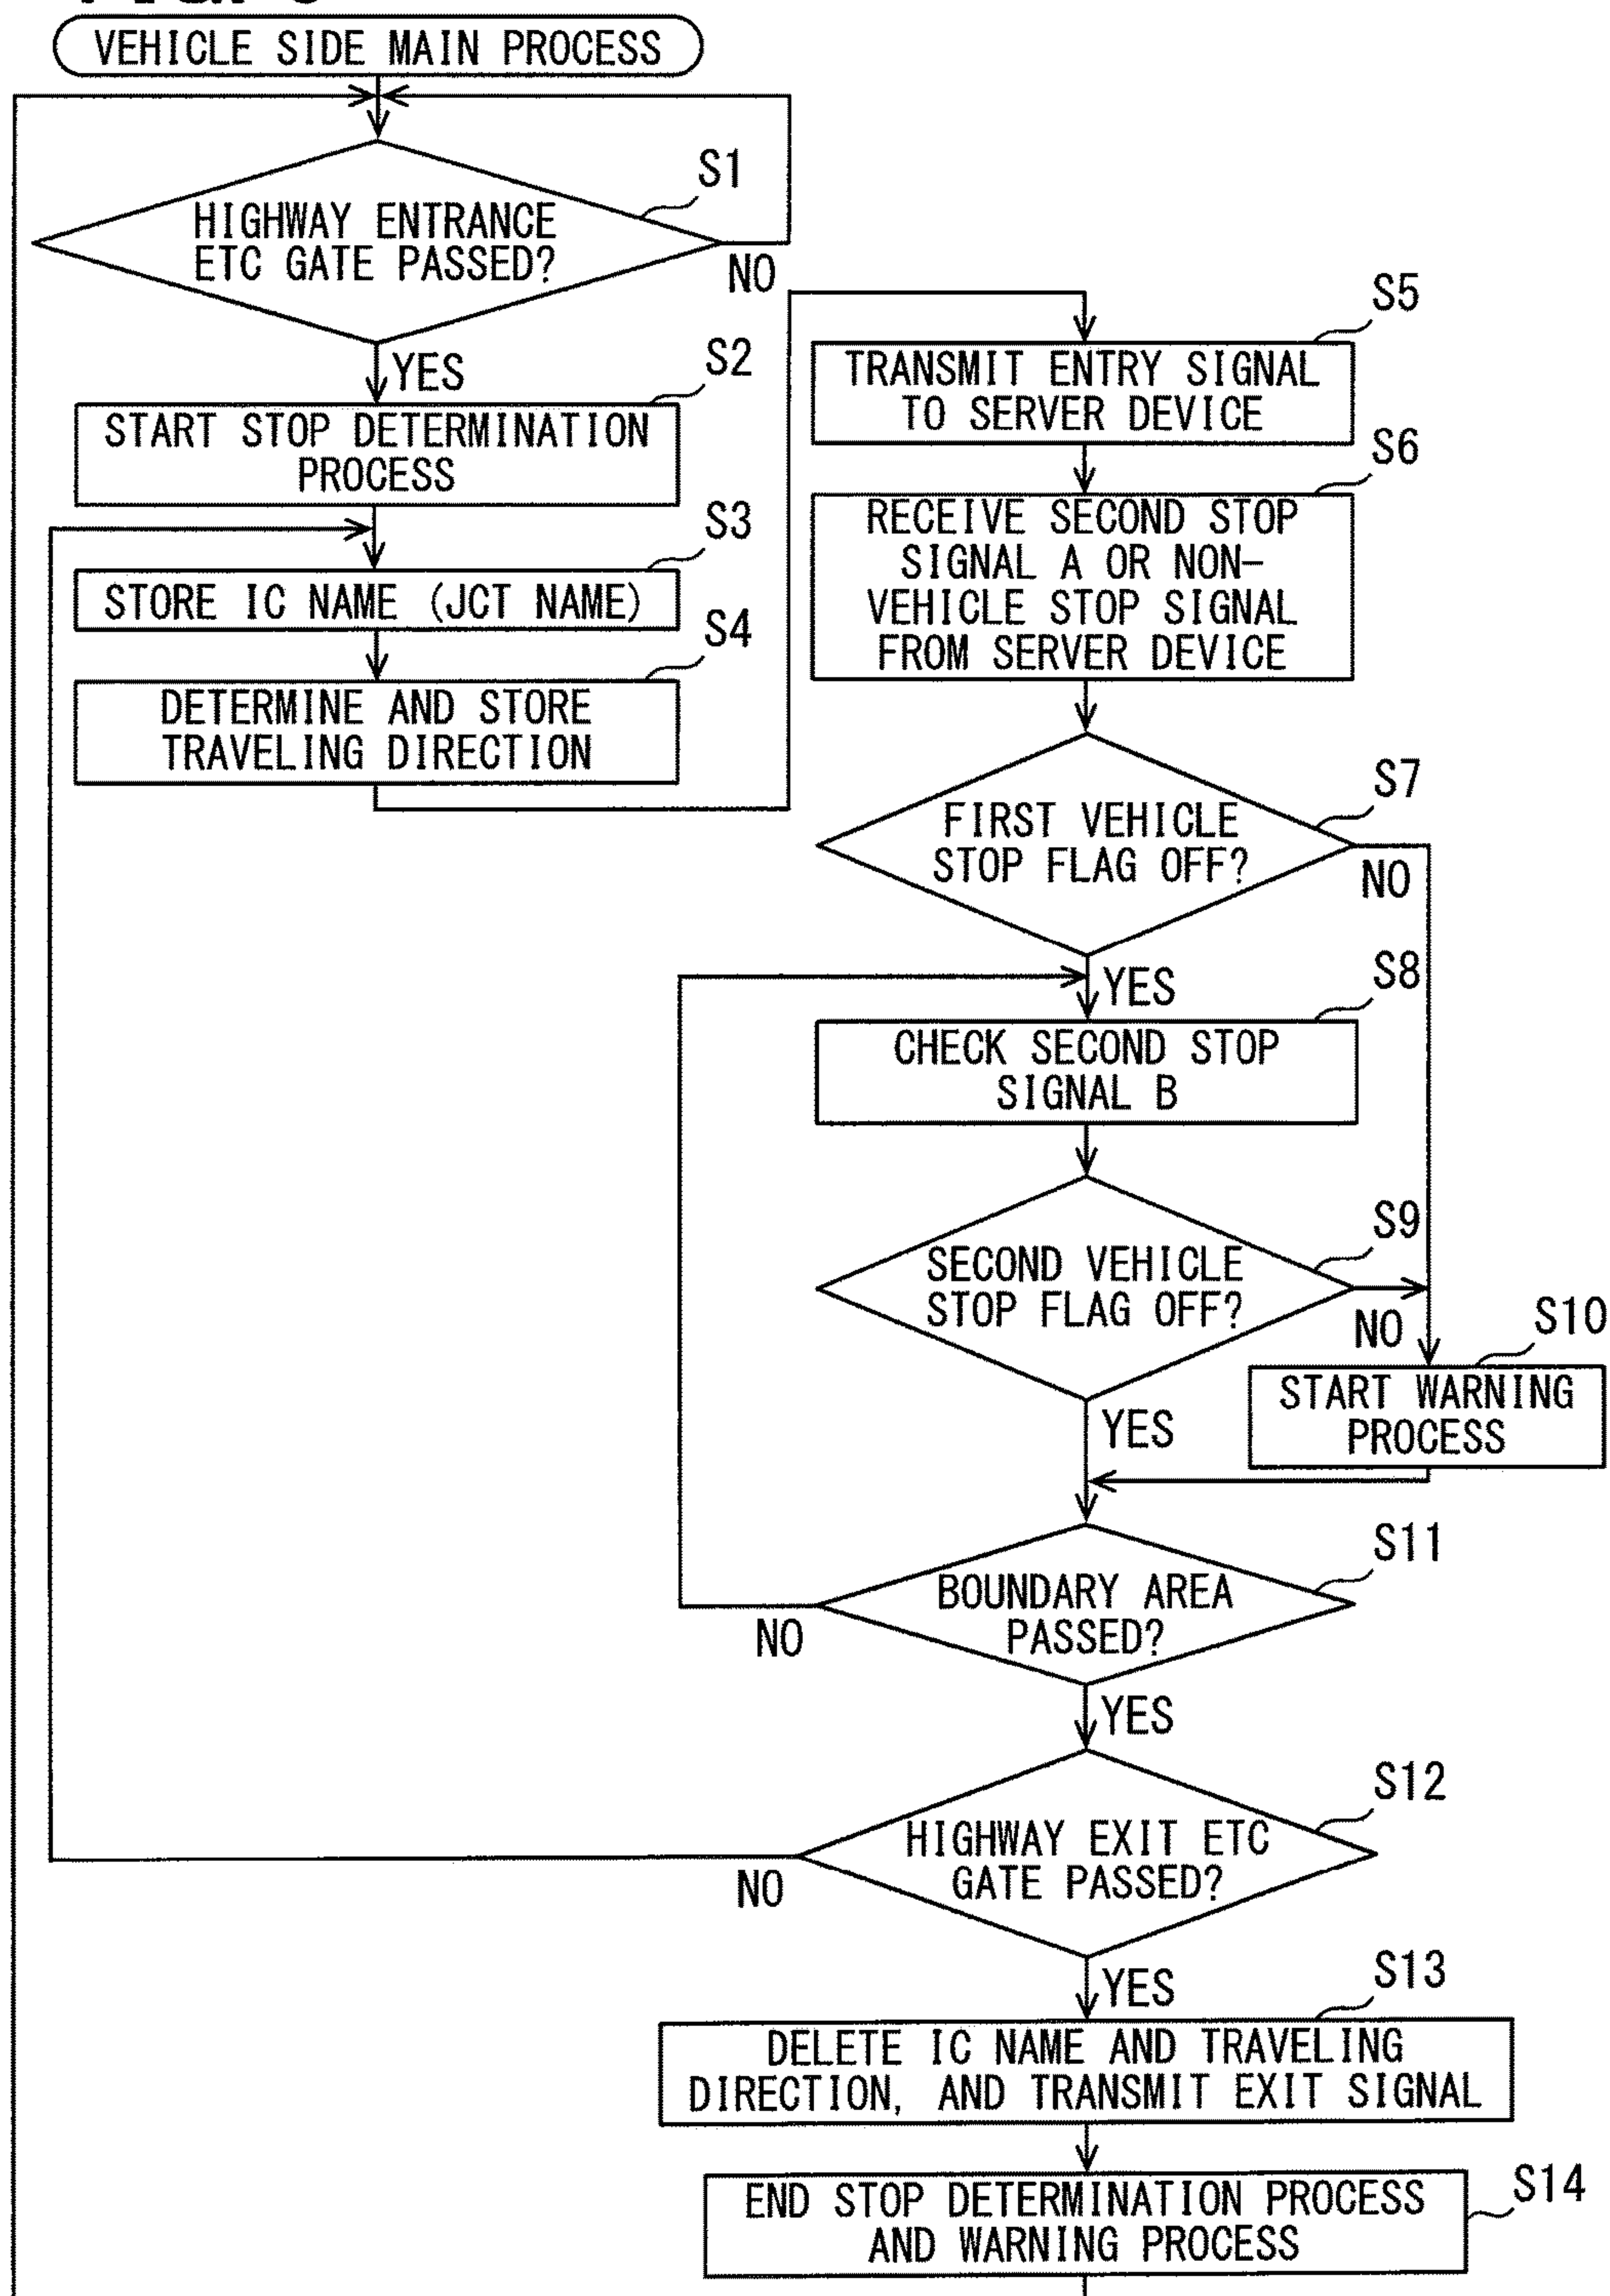 VEHICLE SIDE MAIN PROCESS
S1
HIGHWAY ENTRANCE
ETC GATE PASSED?
NO
YES
S2
START STOP DETERMINATION
PROCESS
S3
STORE IC NAME (JCT NAME)
S4
DETERMINE AND STORE
TRAVELING DIRECTION
S5
TRANSMIT ENTRY SIGNAL
TO SERVER DEVICE
S6
RECEIVE SECOND STOP
SIGNAL A OR NON-
VEHICLE STOP SIGNAL
FROM SERVER DEVICE
S7
FIRST VEHICLE
STOP FLAG OFF?
NO
YES
S8
CHECK SECOND STOP
SIGNAL B
S9
SECOND VEHICLE
STOP FLAG OFF?
NO
YES
S10
START WARNING
PROCESS
S11
BOUNDARY AREA
PASSED?
NO
YES
S12
HIGHWAY EXIT ETC
GATE PASSED?
NO
YES
S13
DELETE IC NAME AND TRAVELING
DIRECTION, AND TRANSMIT EXIT SIGNAL
S14
END STOP DETERMINATION PROCESS
AND WARNING PROCESS